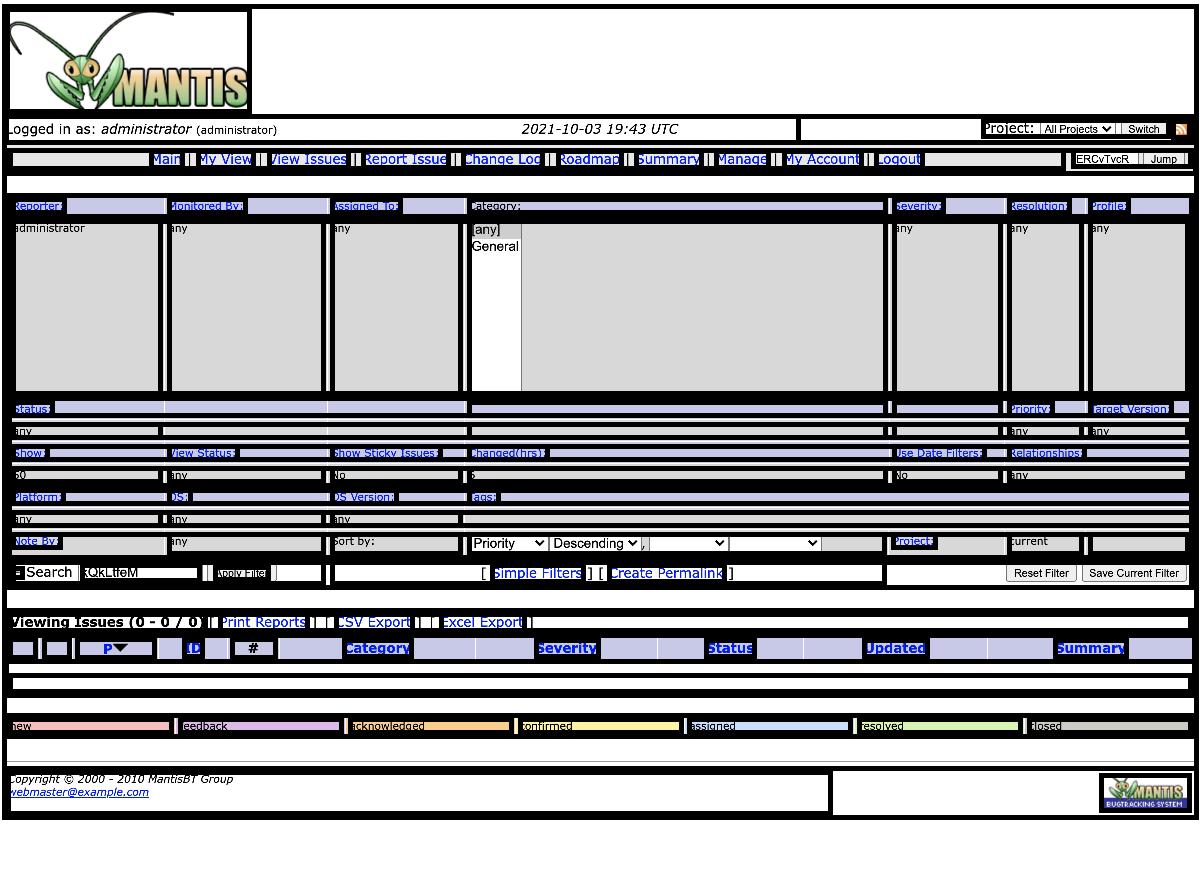 MANTIS
Logged in as: administrator (administrator) 2021-10-03 19:43 UTC Project: All Projects Switch
Main | My View | View Issues | Report Issue | Change Log | Roadmap | Summary | Manage | My Account | Logout ERCvTvcR Jump
Reporter: Monitored By: Assigned To: Category: Severity: Resolution: Profile:
administrator any any [any] any any any
General
Status: Priority: Target Version:
any any any
Show: View Status: Show Sticky Issues: Changed(hrs): Use Date Filters: Relationships:
50 any No 6 No any
Platform: OS: OS Version: Tags:
any any any
Note By: any Sort by: Priority Descending , Project: current
Search Apply Filter [ Simple Filters ] [ Create Permalink ] Reset Filter Save Current Filter
Viewing Issues (0 - 0 / 0) [ Print Reports ] [ CSV Export ] [ Excel Export ]
P ID # Category Severity Status Updated Summary
new feedback acknowledged confirmed assigned resolved closed
Copyright © 2000 - 2010 MantisBT Group
webmaster@example.com
MANTIS
BUGTRACKING SYSTEM